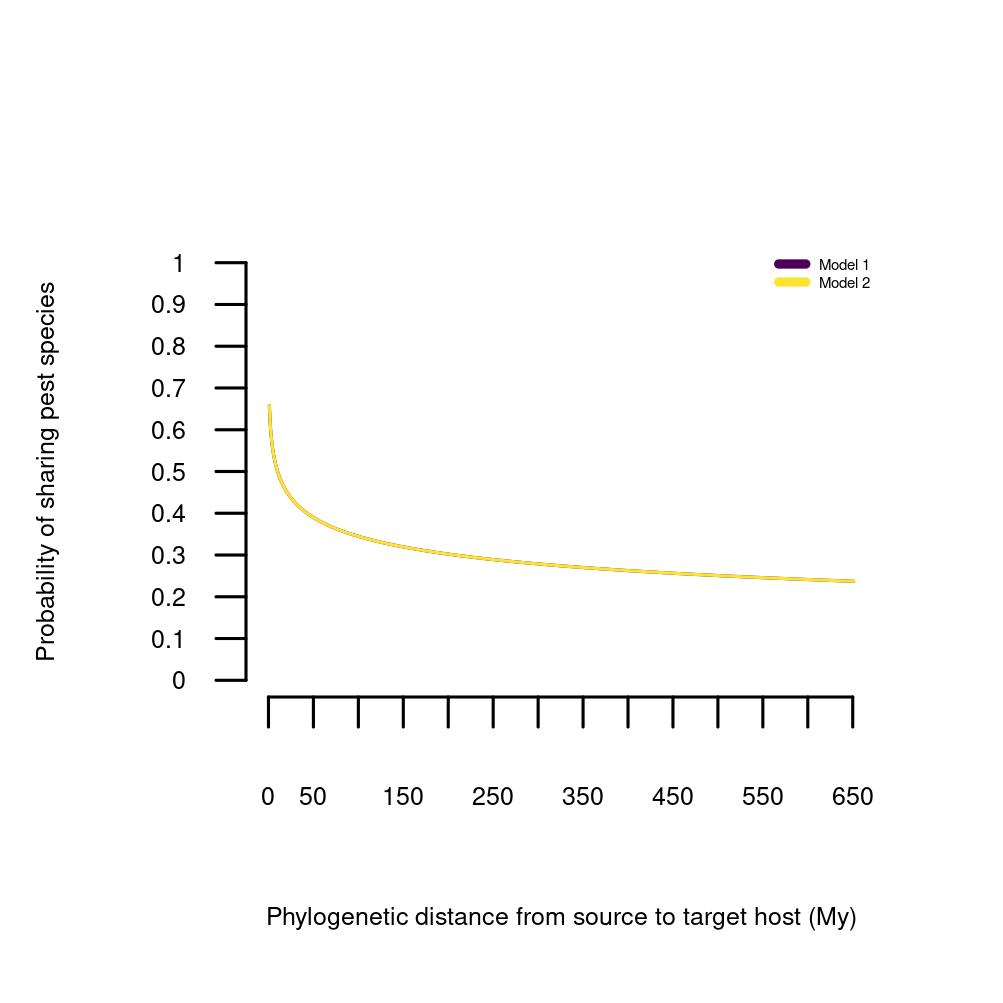 Model 1
Model 2
Probability of sharing pest species
1
0.9
0.8
0.7
0.6
0.5
0.4
0.3
0.2
0.1
0
0 50 150 250 350 450 550 650
Phylogenetic distance from source to target host (My)